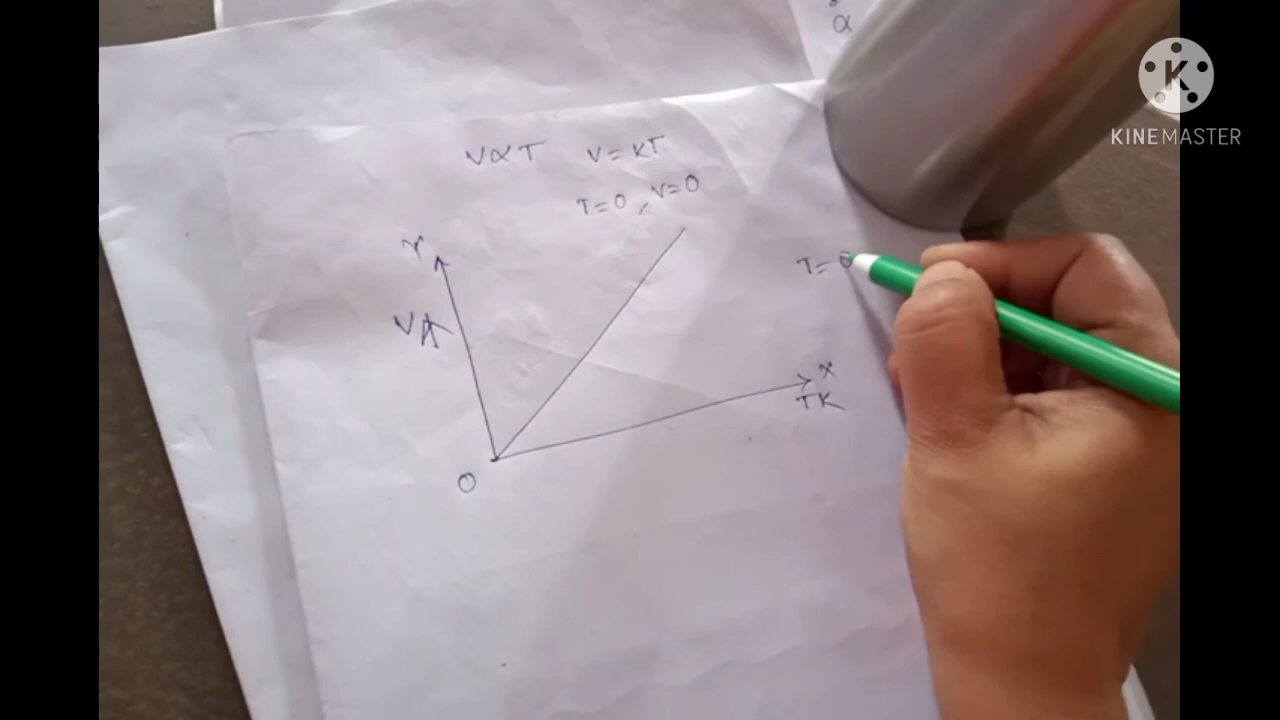 α
K
KINEMASTER
V∝T V=KT
T=0, V=0
Y
V
T=0
X
TK
O